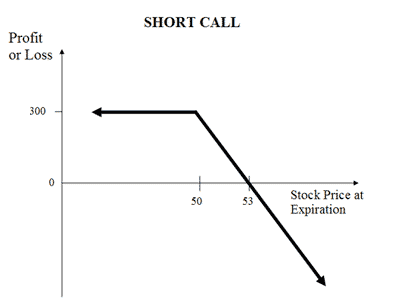 SHORT CALL
Profit
or Loss
300
0
50
53
Stock Price at
Expiration